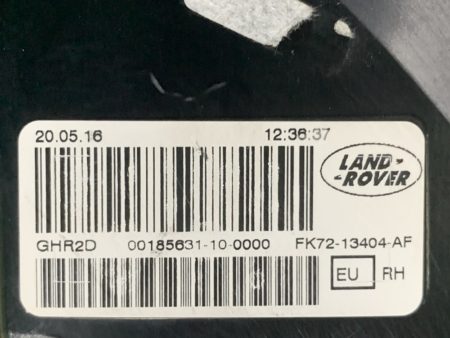 20.05.16 12:36:37
LAND-
-ROVER
GHR2D 00185631-10-0000 FK72-13404-AF
EU RH